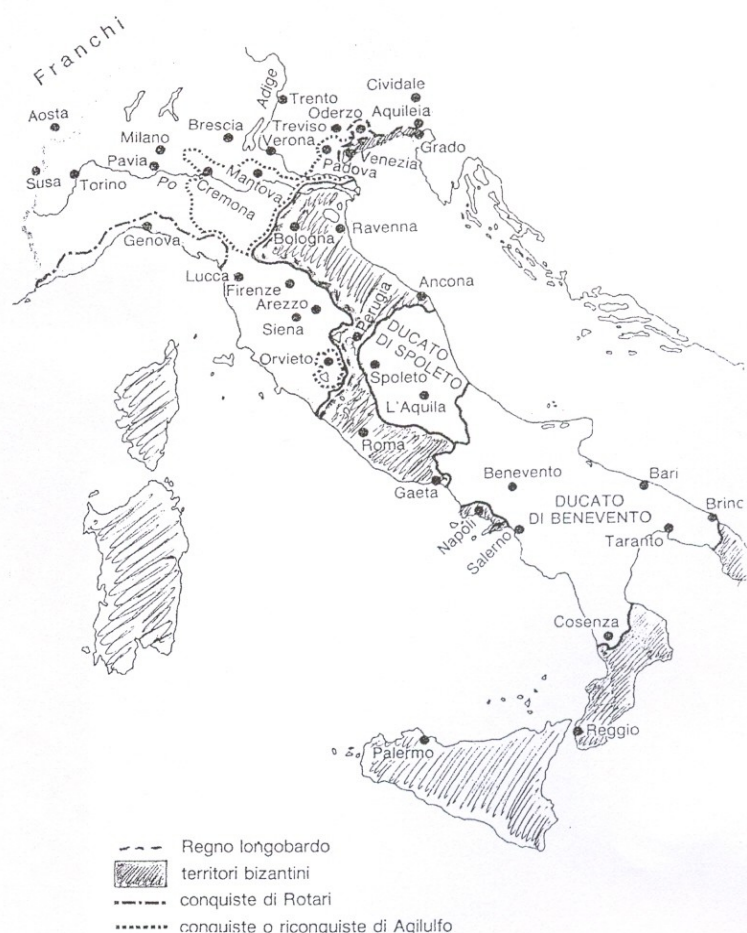 Franchi
Adige
Aosta
Trento
Cividale
Oderzo
Aquileia
Milano
Brescia
Treviso
Verona
Grado
Pavia
Mantova
Padova
Venezia
Susa
Torino
Po
Cremona
Genova
Bologna
Ravenna
Lucca
Firenze
Ancona
Arezzo
Siena
Perugia
DUCATO
DI SPOLETO
Orvieto
Spoleto
L'Aquila
Roma
Benevento
Bari
Gaeta
DUCATO
DI BENEVENTO
Brinc
Napoli
Salerno
Taranto
Cosenza
Reggio
Palermo
Regno longobardo
territori bizantini
conquiste di Rotari
conquiste o riconquiste di Agilulfo